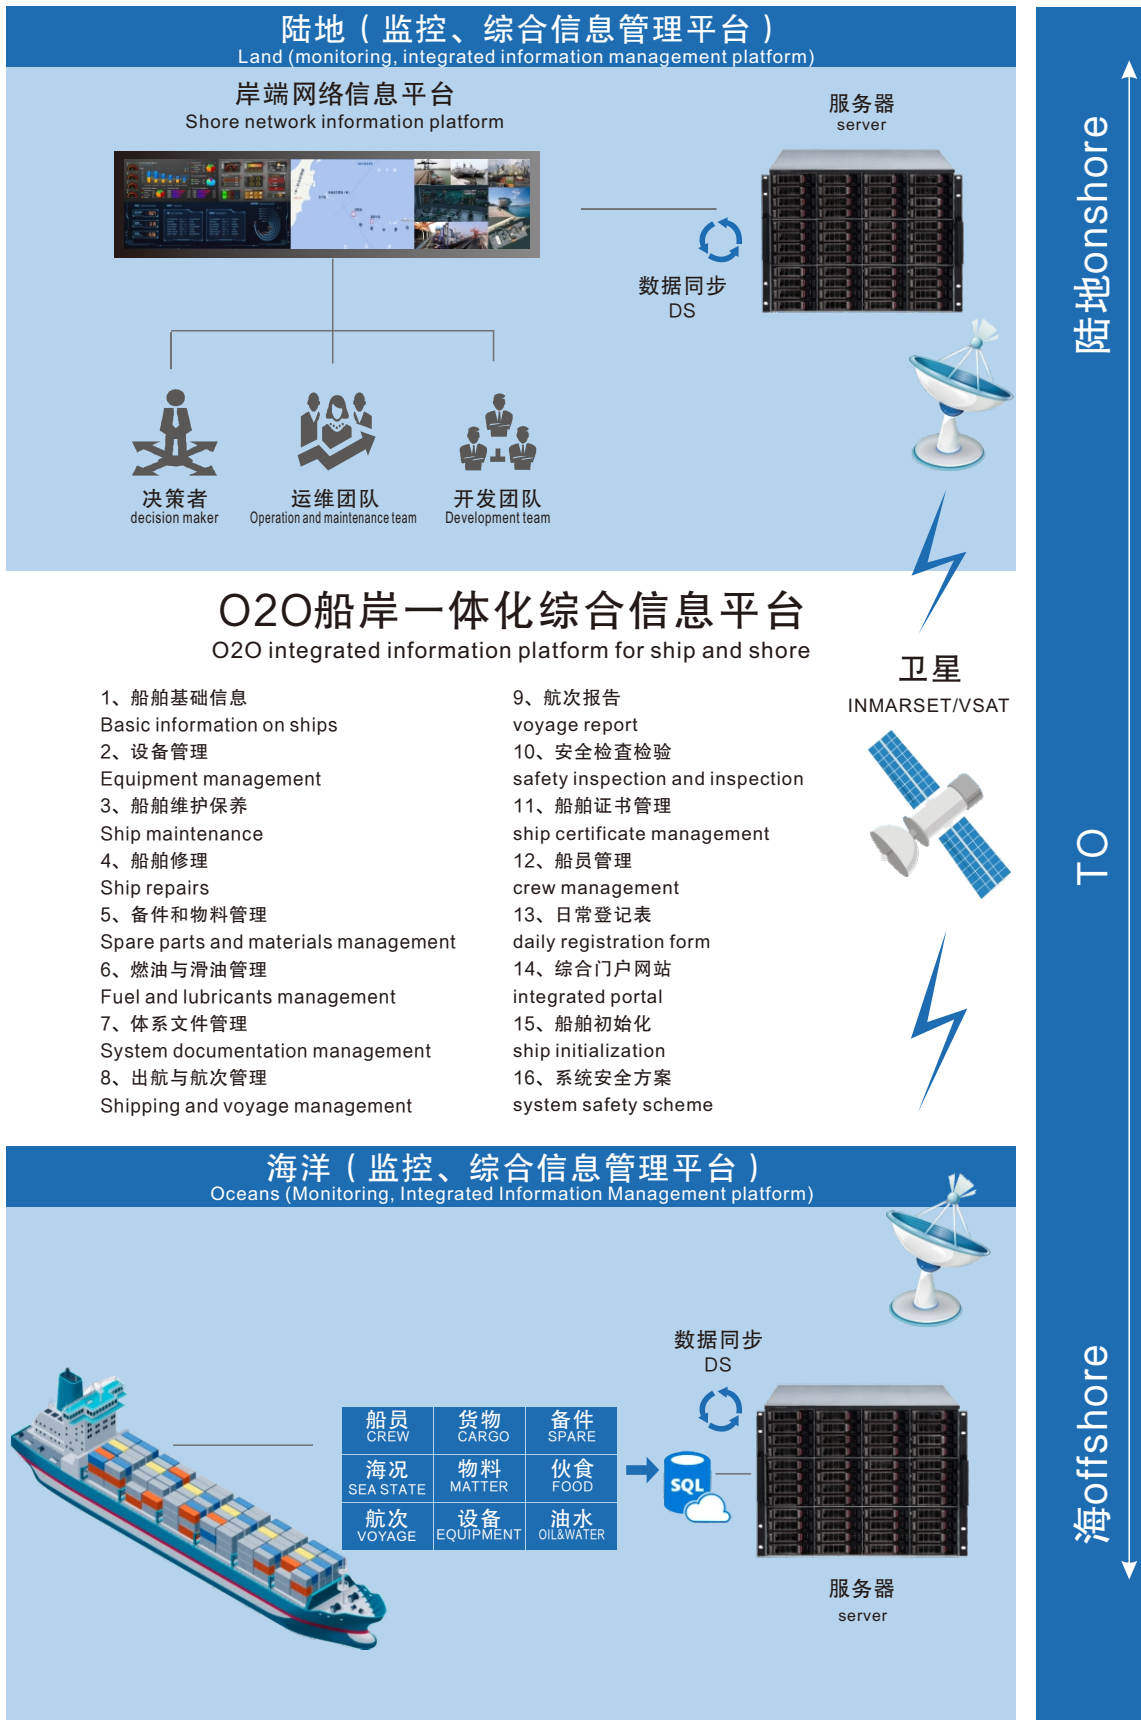 陆地（监控、综合信息管理平台）
Land (monitoring, integrated information management platform)
岸端网络信息平台
Shore network information platform
服务器
server
数据同步
DS
决策者
decision maker
运维团队
Operation and maintenance team
开发团队
Development team
O2O船岸一体化综合信息平台
O2O integrated information platform for ship and shore
1、船舶基础信息
Basic information on ships
2、设备管理
Equipment management
3、船舶维护保养
Ship maintenance
4、船舶修理
Ship repairs
5、备件和物料管理
Spare parts and materials management
6、燃油与滑油管理
Fuel and lubricants management
7、体系文件管理
System documentation management
8、出航与航次管理
Shipping and voyage management
9、航次报告
voyage report
10、安全检查检验
safety inspection and inspection
11、船舶证书管理
ship certificate management
12、船员管理
crew management
13、日常登记表
daily registration form
14、综合门户网站
integrated portal
15、船舶初始化
ship initialization
16、系统安全方案
system safety scheme
卫星
INMARSET/VSAT
海洋（监控、综合信息管理平台）
Oceans (Monitoring, Integrated Information Management platform)
数据同步
DS
船员
CREW
货物
CARGO
备件
SPARE
海况
SEA STATE
物料
MATTER
伙食
FOOD
航次
VOYAGE
设备
EQUIPMENT
油水
OIL&WATER
SQL
服务器
server
陆地onshore
TO
海offshore